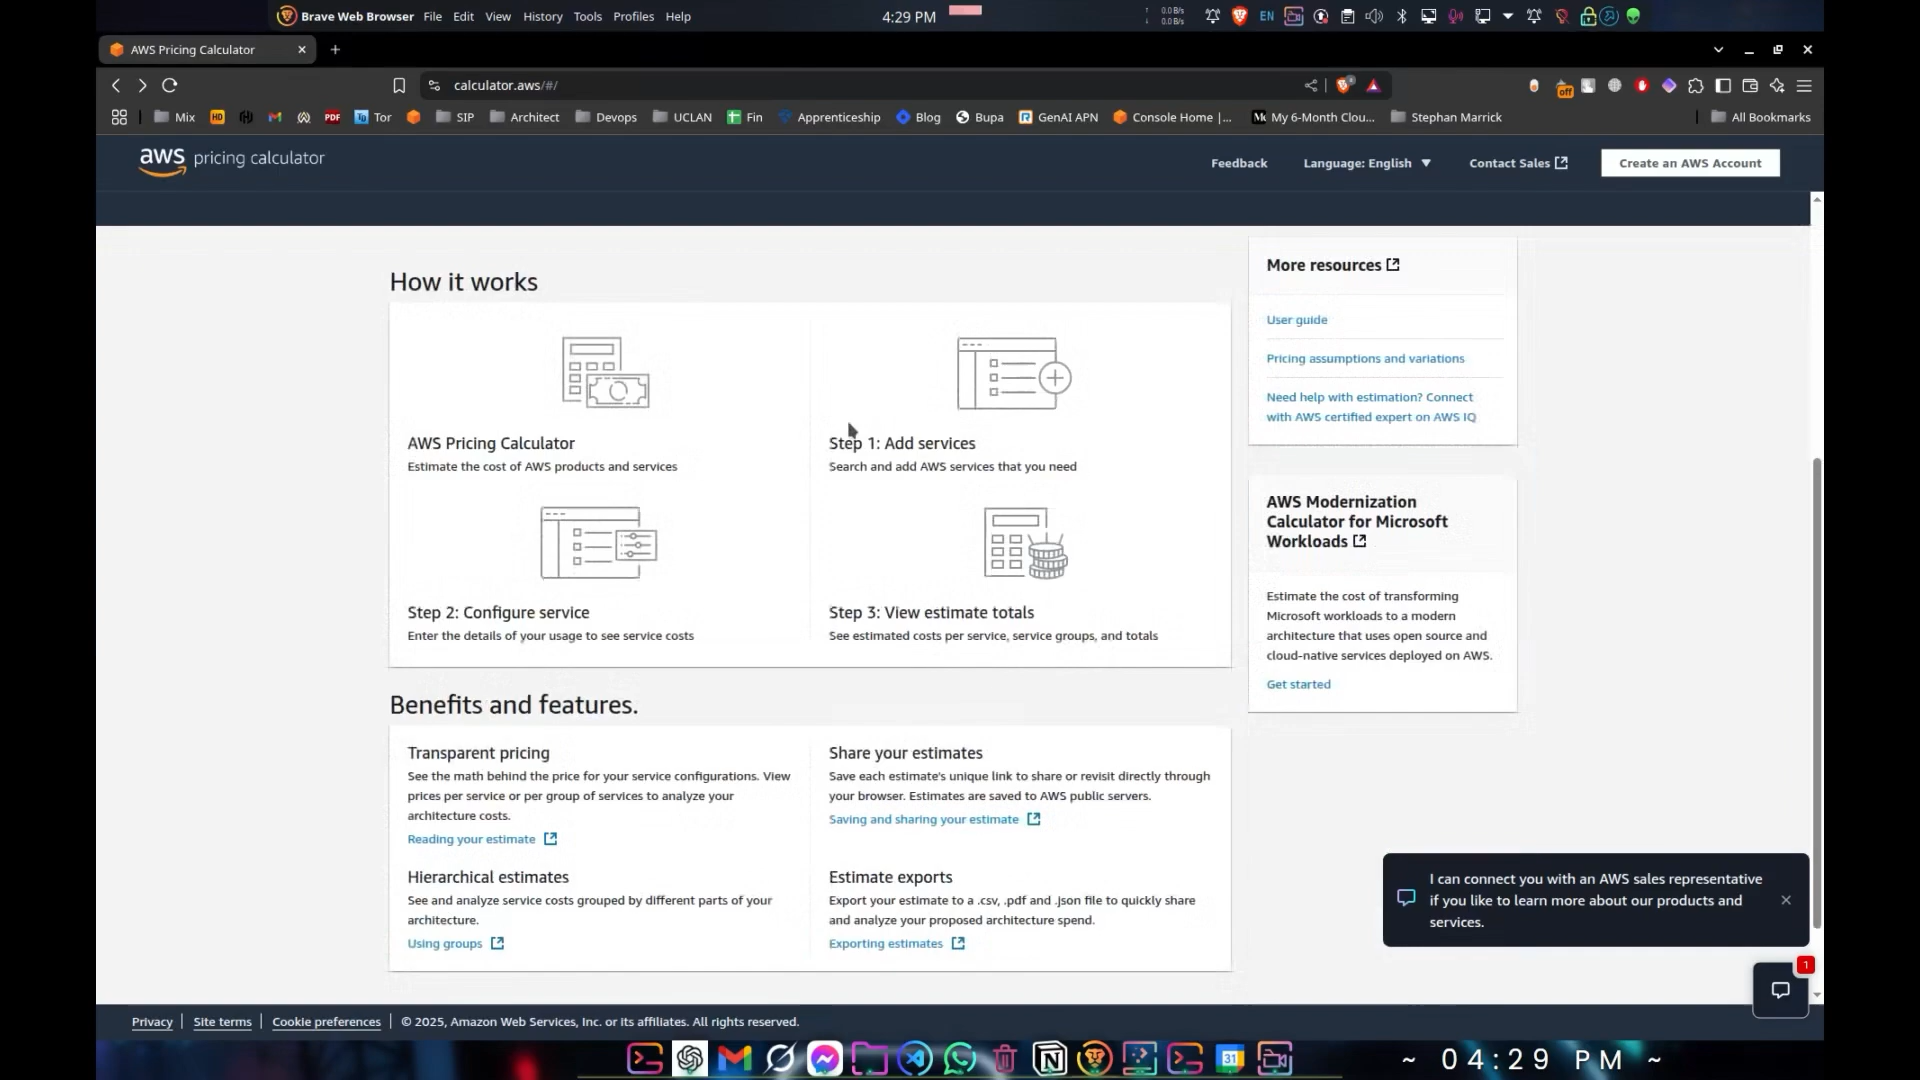 Brave Web Browser File Edit View History Tools Profiles Help
4:29 PM
0.0 B/s
0.0 B/s
EN
AWS Pricing Calculator
calculator.aws/#/
off
Mix
HD
PDF
Tor
SIP
Architect
Devops
UCLAN
Fin
Apprenticeship
Blog
Bupa
GenAI APN
Console Home |...
My 6-Month Clou...
Stephan Marrick
All Bookmarks
aws pricing calculator
Feedback
Language: English
Contact Sales
Create an AWS Account
How it works
AWS Pricing Calculator
Estimate the cost of AWS products and services
Step 1: Add services
Search and add AWS services that you need
Step 2: Configure service
Enter the details of your usage to see service costs
Step 3: View estimate totals
See estimated costs per service, service groups, and totals
More resources
User guide
Pricing assumptions and variations
Need help with estimation? Connect
with AWS certified expert on AWS IQ
AWS Modernization
Calculator for Microsoft
Workloads
Estimate the cost of transforming
Microsoft workloads to a modern
architecture that uses open source and
cloud-native services deployed on AWS.
Get started
Benefits and features.
Transparent pricing
See the math behind the price for your service configurations. View
prices per service or per group of services to analyze your
architecture costs.
Reading your estimate
Share your estimates
Save each estimate's unique link to share or revisit directly through
your browser. Estimates are saved to AWS public servers.
Saving and sharing your estimate
Hierarchical estimates
See and analyze service costs grouped by different parts of your
architecture.
Using groups
Estimate exports
Export your estimate to a .csv, .pdf and .json file to quickly share
and analyze your proposed architecture spend.
Exporting estimates
I can connect you with an AWS sales representative
if you like to learn more about our products and
services.
1
Privacy
Site terms
Cookie preferences
© 2025, Amazon Web Services, Inc. or its affiliates. All rights reserved.
31
~ 04:29 PM ~